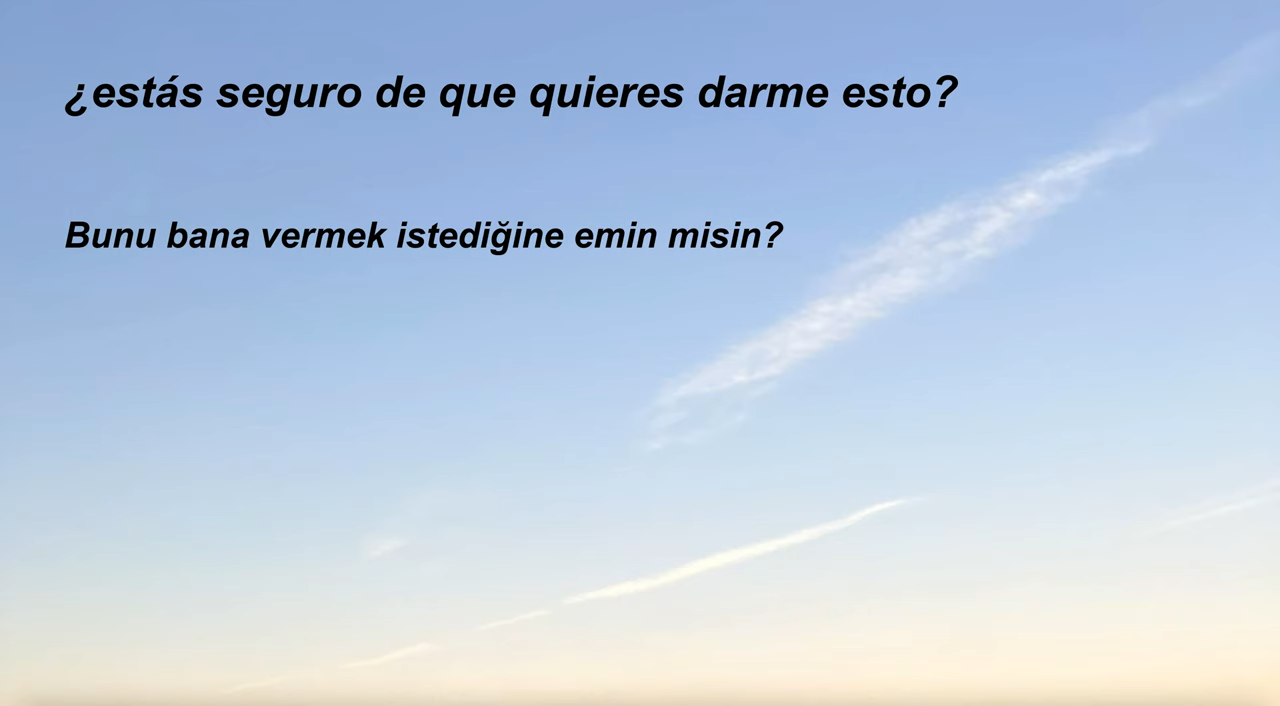 ¿estás seguro de que quieres darme esto?
Bunu bana vermek istediğine emin misin?